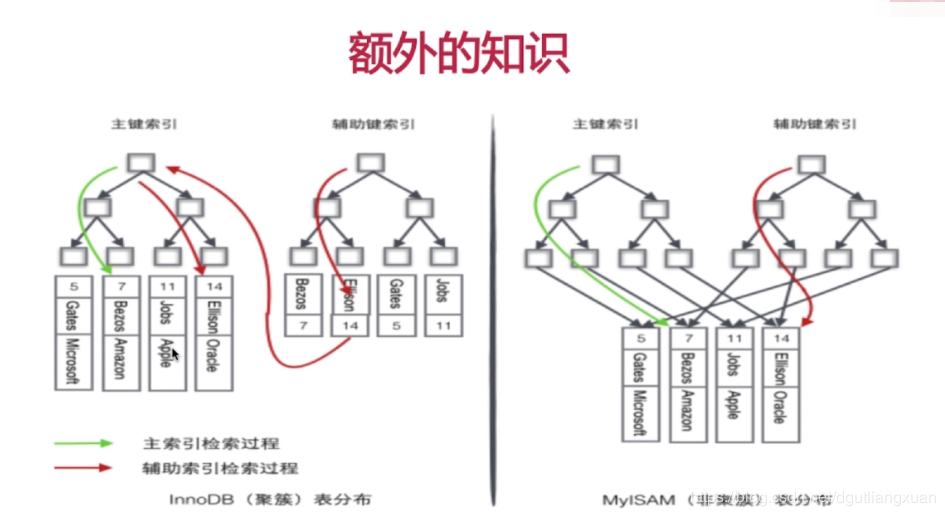 额外的知识
主键索引
辅助键索引
主键索引
辅助键索引
5 Gates Microsoft
7 Bezos Amazon
11 Jobs Apple
14 Ellison Oracle
Bezos 7
Ellison 14
Gates 5
Jobs 11
5 Gates Microsoft
7 Bezos Amazon
11 Jobs Apple
14 Ellison Oracle
主索引检索过程
辅助索引检索过程
InnoDB（聚簇）表分布
MyISAM（非聚簇）表分布
https://blog.csdn.net/dgutliangxuan